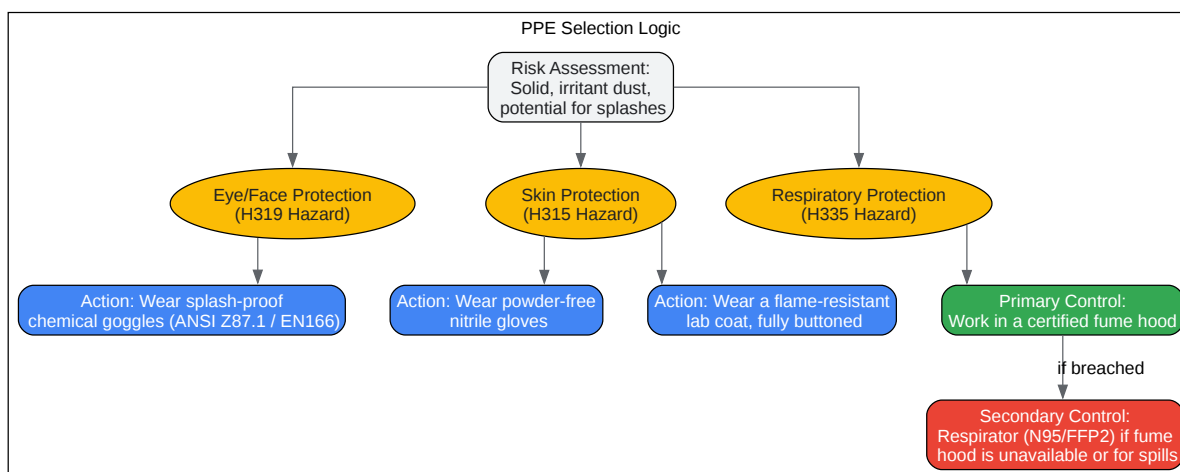 PPE Selection Logic
Risk Assessment:
Solid, irritant dust,
potential for splashes
Eye/Face Protection
(H319 Hazard)
Skin Protection
(H315 Hazard)
Respiratory Protection
(H335 Hazard)
Action: Wear splash-proof
chemical goggles (ANSI Z87.1 / EN166)
Action: Wear powder-free
nitrile gloves
Action: Wear a flame-resistant
lab coat, fully buttoned
Primary Control:
Work in a certified fume hood
if breached
Secondary Control:
Respirator (N95/FFP2) if fume
hood is unavailable or for spills